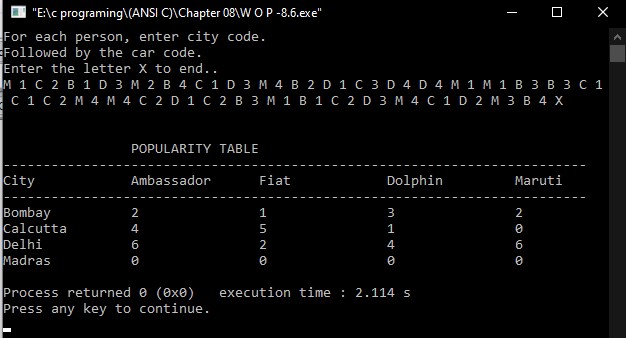 "E:\c programing\(ANSI C)\Chapter 08\W O P -8.6.exe"
For each person, enter city code.
Followed by the car code.
Enter the letter X to end..
M 1 C 2 B 1 D 3 M 2 B 4 C 1 D 3 M 4 B 2 D 1 C 3 D 4 D 4 M 1 M 1 B 3 B 3 C 1
C 1 C 2 M 4 M 4 C 2 D 1 C 2 B 3 M 1 B 1 C 2 D 3 M 4 C 1 D 2 M 3 B 4 X
POPULARITY TABLE
---------------------------------------------------------------------
City Ambassador Fiat Dolphin Maruti
---------------------------------------------------------------------
Bombay 2 1 3 2
Calcutta 4 5 1 0
Delhi 6 2 4 6
Madras 0 0 0 0
Process returned 0 (0x0) execution time : 2.114 s
Press any key to continue.